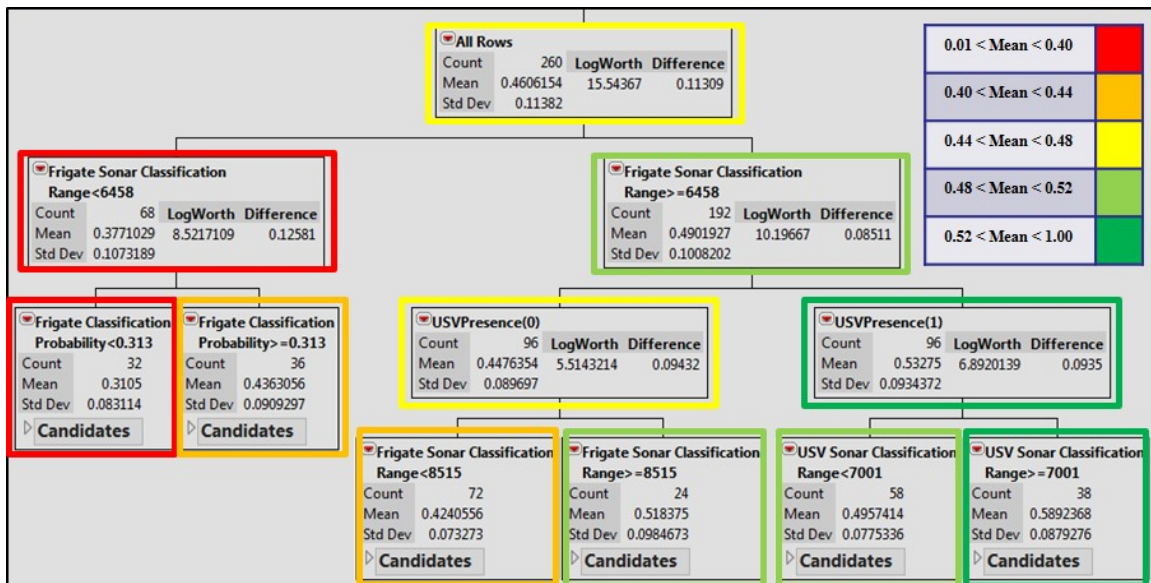 All Rows
Count 260 LogWorth Difference
Mean 0.4606154 15.54367 0.11309
Std Dev 0.11382
0.01 < Mean < 0.40
0.40 < Mean < 0.44
0.44 < Mean < 0.48
0.48 < Mean < 0.52
0.52 < Mean < 1.00
Frigate Sonar Classification
Range<6458
Count 68 LogWorth Difference
Mean 0.3771029 8.5217109 0.12581
Std Dev 0.1073189
Frigate Sonar Classification
Range>=6458
Count 192 LogWorth Difference
Mean 0.4901927 10.19667 0.08511
Std Dev 0.1008202
Frigate Classification
Probability<0.313
Count 32
Mean 0.3105
Std Dev 0.083114
Candidates
Frigate Classification
Probability>=0.313
Count 36
Mean 0.4363056
Std Dev 0.0909297
Candidates
USVPresence(0)
Count 96 LogWorth Difference
Mean 0.4476354 5.5143214 0.09432
Std Dev 0.089697
USVPresence(1)
Count 96 LogWorth Difference
Mean 0.53275 6.8920139 0.0935
Std Dev 0.0934372
Frigate Sonar Classification
Range<8515
Count 72
Mean 0.4240556
Std Dev 0.073273
Candidates
Frigate Sonar Classification
Range>=8515
Count 24
Mean 0.518375
Std Dev 0.0984673
Candidates
USV Sonar Classification
Range<7001
Count 58
Mean 0.4957414
Std Dev 0.0775336
Candidates
USV Sonar Classification
Range>=7001
Count 38
Mean 0.5892368
Std Dev 0.0879276
Candidates